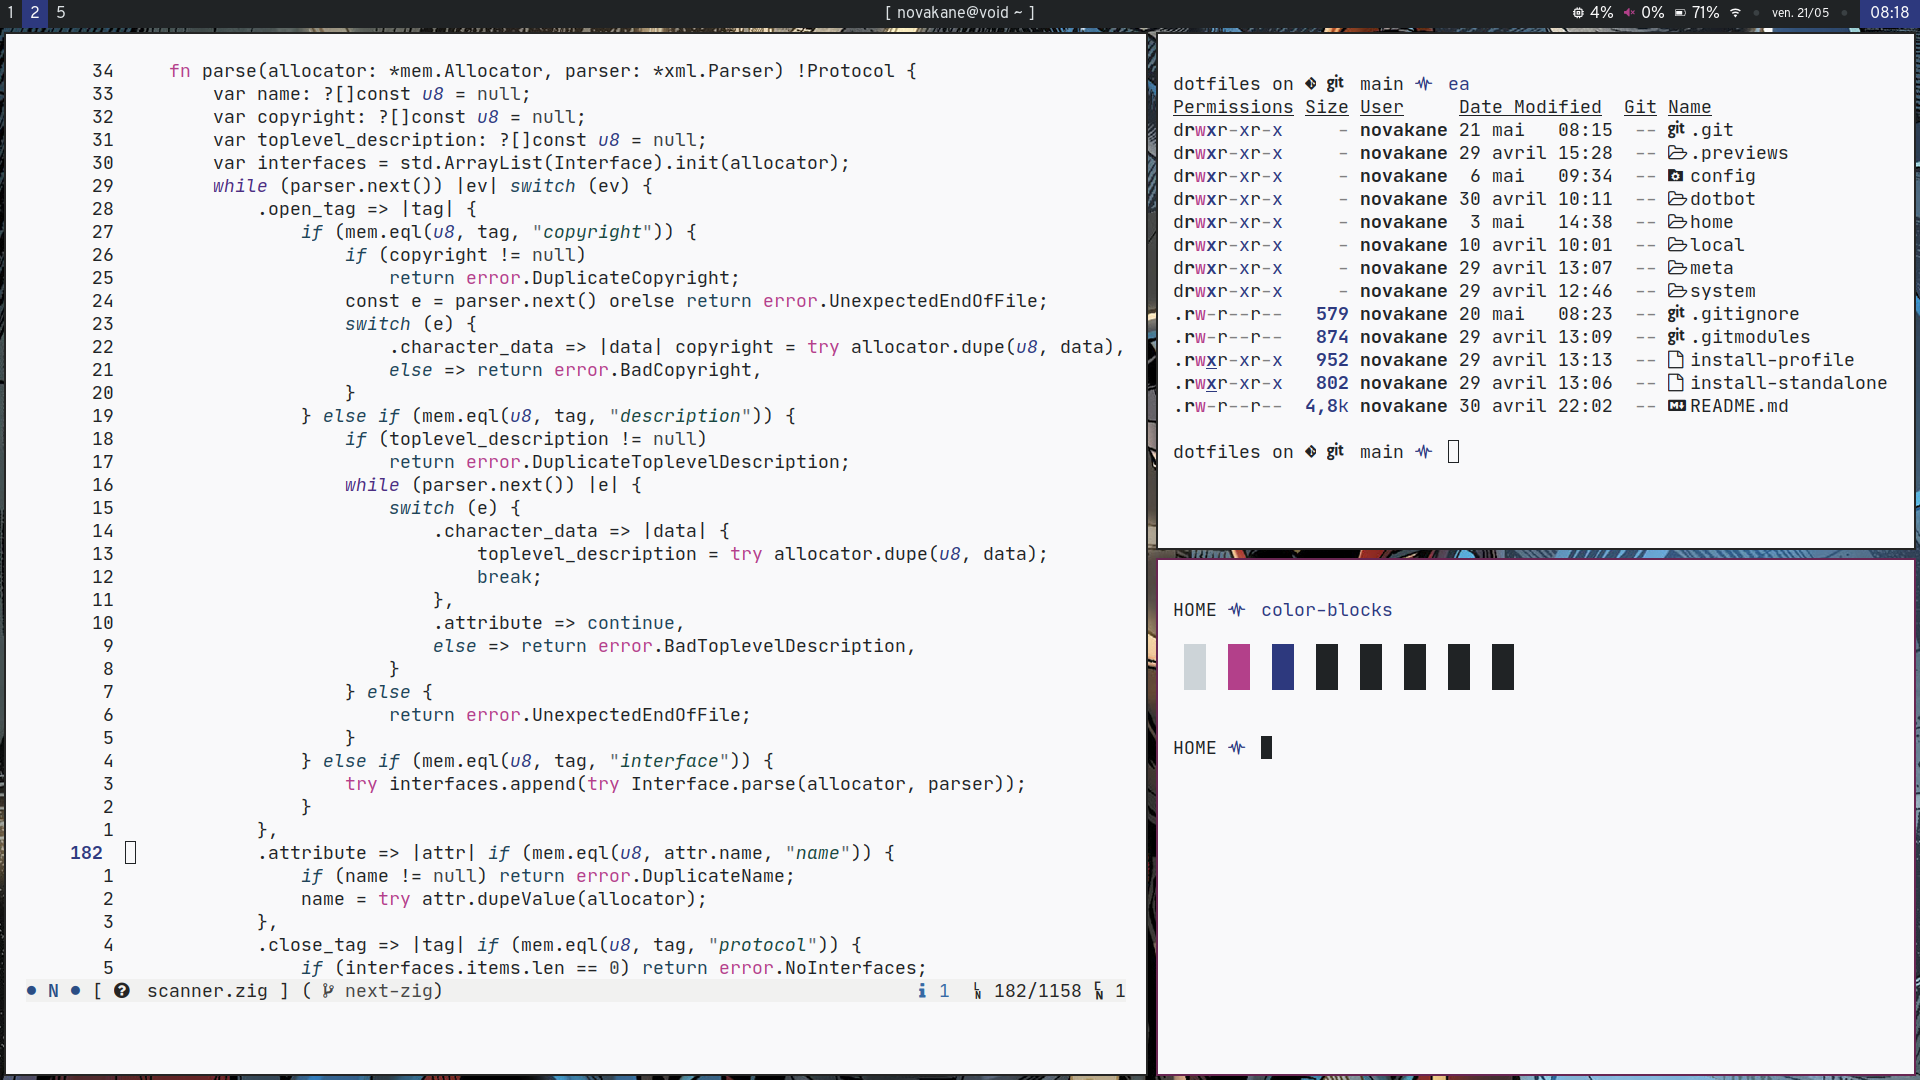 1 2 5 [ novakane@void ~ ] 4% 0% 71% ven. 21/05 08:18
34 fn parse(allocator: *mem.Allocator, parser: *xml.Parser) !Protocol {
33 var name: ?[]const u8 = null;
32 var copyright: ?[]const u8 = null;
31 var toplevel_description: ?[]const u8 = null;
30 var interfaces = std.ArrayList(Interface).init(allocator);
29 while (parser.next()) |ev| switch (ev) {
28 .open_tag => |tag| {
27 if (mem.eql(u8, tag, "copyright")) {
26 if (copyright != null)
25 return error.DuplicateCopyright;
24 const e = parser.next() orelse return error.UnexpectedEndOfFile;
23 switch (e) {
22 .character_data => |data| copyright = try allocator.dupe(u8, data),
21 else => return error.BadCopyright,
20 }
19 } else if (mem.eql(u8, tag, "description")) {
18 if (toplevel_description != null)
17 return error.DuplicateToplevelDescription;
16 while (parser.next()) |e| {
15 switch (e) {
14 .character_data => |data| {
13 toplevel_description = try allocator.dupe(u8, data);
12 break;
11 },
10 .attribute => continue,
9 else => return error.BadToplevelDescription,
8 }
7 } else {
6 return error.UnexpectedEndOfFile;
5 }
4 } else if (mem.eql(u8, tag, "interface")) {
3 try interfaces.append(try Interface.parse(allocator, parser));
2 }
1 },
182 .attribute => |attr| if (mem.eql(u8, attr.name, "name")) {
1 if (name != null) return error.DuplicateName;
2 name = try attr.dupeValue(allocator);
3 },
4 .close_tag => |tag| if (mem.eql(u8, tag, "protocol")) {
5 if (interfaces.items.len == 0) return error.NoInterfaces;
● N ● [ scanner.zig ] ( next-zig) 1 LN 182/1158 CN 1
dotfiles on git main ea
Permissions Size User Date Modified Git Name
drwxr-xr-x - novakane 21 mai 08:15 -- git .git
drwxr-xr-x - novakane 29 avril 15:28 -- .previews
drwxr-xr-x - novakane 6 mai 09:34 -- config
drwxr-xr-x - novakane 30 avril 10:11 -- dotbot
drwxr-xr-x - novakane 3 mai 14:38 -- home
drwxr-xr-x - novakane 10 avril 10:01 -- local
drwxr-xr-x - novakane 29 avril 13:07 -- meta
drwxr-xr-x - novakane 29 avril 12:46 -- system
.rw-r--r-- 579 novakane 20 mai 08:23 -- git .gitignore
.rw-r--r-- 874 novakane 29 avril 13:09 -- git .gitmodules
.rwxr-xr-x 952 novakane 29 avril 13:13 -- install-profile
.rwxr-xr-x 802 novakane 29 avril 13:06 -- install-standalone
.rw-r--r-- 4,8k novakane 30 avril 22:02 -- README.md
dotfiles on git main
HOME color-blocks
HOME